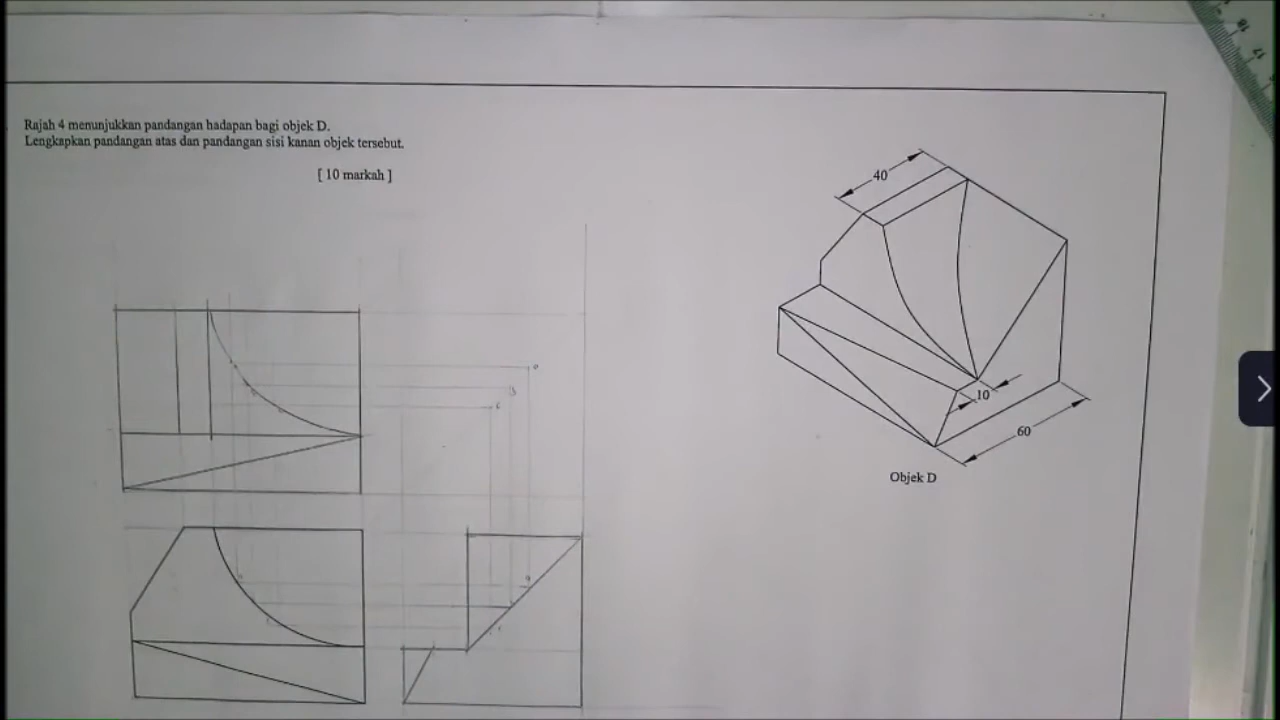 Rajah 4 menunjukkan pandangan hadapan bagi objek D.
Lengkapkan pandangan atas dan pandangan sisi kanan objek tersebut.
[ 10 markah ]
40
10
60
Objek D